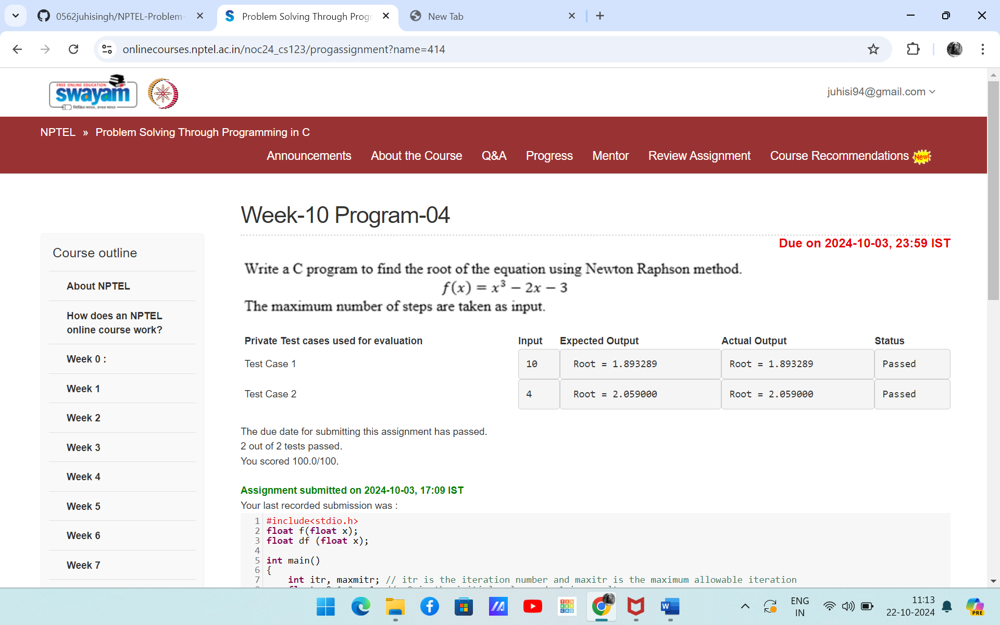 0562juhisingh/NPTEL-Problem-
Problem Solving Through Progr
New Tab
onlinecourses.nptel.ac.in/noc24_cs123/progassignment?name=414
FREE ONLINE EDUCATION
swayam
juhisi94@gmail.com
NPTEL » Problem Solving Through Programming in C
Announcements About the Course Q&A Progress Mentor Review Assignment Course Recommendations New!
Week-10 Program-04
Due on 2024-10-03, 23:59 IST
Course outline
About NPTEL
How does an NPTEL
online course work?
Week 0 :
Week 1
Week 2
Week 3
Week 4
Week 5
Week 6
Week 7
Write a C program to find the root of the equation using Newton Raphson method.
f(x) = x³ − 2x − 3
The maximum number of steps are taken as input.
Private Test cases used for evaluation Input Expected Output Actual Output Status
Test Case 1 10 Root = 1.893289 Root = 1.893289 Passed
Test Case 2 4 Root = 2.059000 Root = 2.059000 Passed
The due date for submitting this assignment has passed.
2 out of 2 tests passed.
You scored 100.0/100.
Assignment submitted on 2024-10-03, 17:09 IST
Your last recorded submission was :
1 #include<stdio.h>
2 float f(float x);
3 float df (float x);
4
5 int main()
6 {
7 int itr, maxmitr; // itr is the iteration number and maxitr is the maximum allowable iteration
TINKERCAD
W
ENG
IN
11:13
22-10-2024
PRE